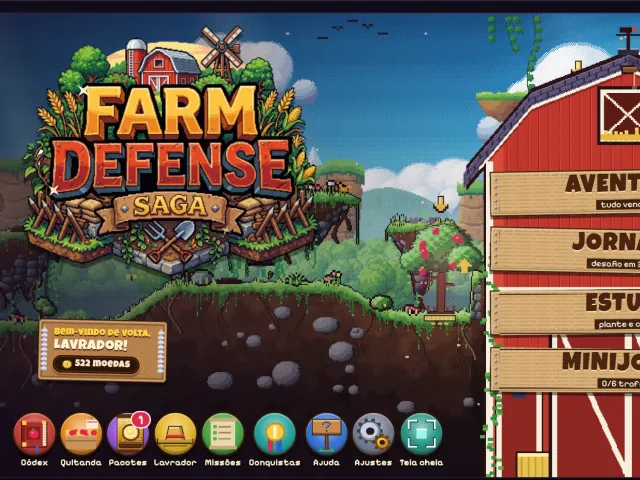 FARM
DEFENSE
SAGA
AVENT
tudo venc
JORNA
desafio em 3
ESTU
plante e c
MINIJO
0/6 trof
Bem-vindo de volta,
LAVRADOR!
522 moedas
1
Códex Quitanda Pacotes Lavrador Missões Conquistas Ajuda Ajustes Tela cheia